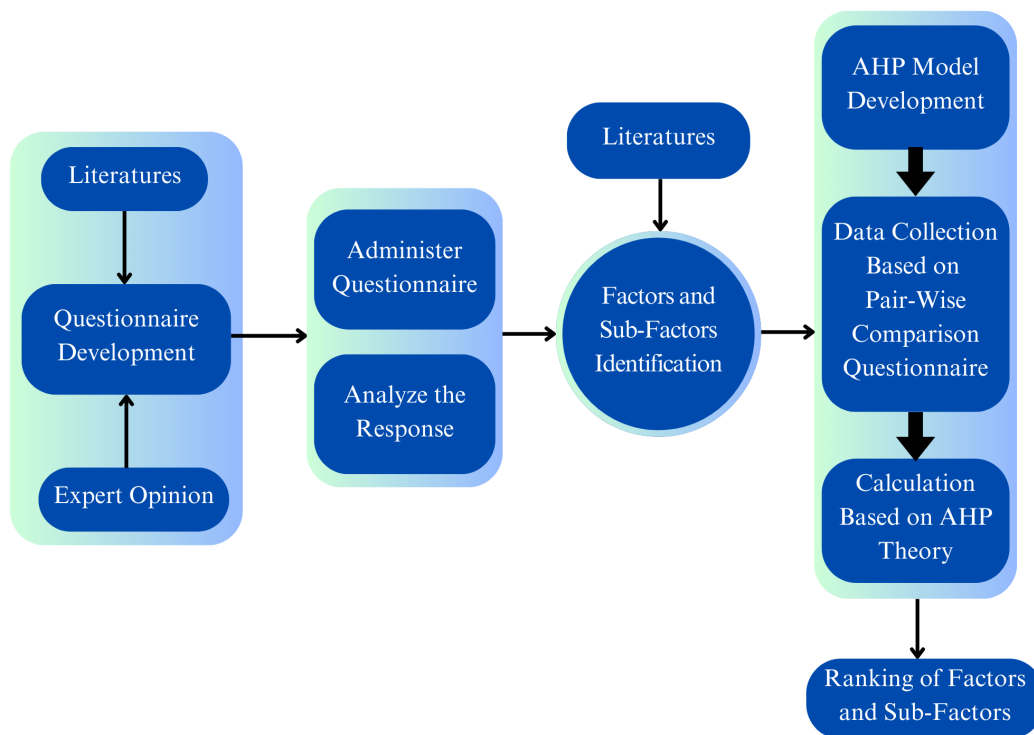 Literatures
Questionnaire
Development
Expert Opinion
Administer
Questionnaire
Analyze the
Response
Literatures
Factors and
Sub-Factors
Identification
AHP Model
Development
Data Collection
Based on
Pair-Wise
Comparison
Questionnaire
Calculation
Based on AHP
Theory
Ranking of Factors
and Sub-Factors